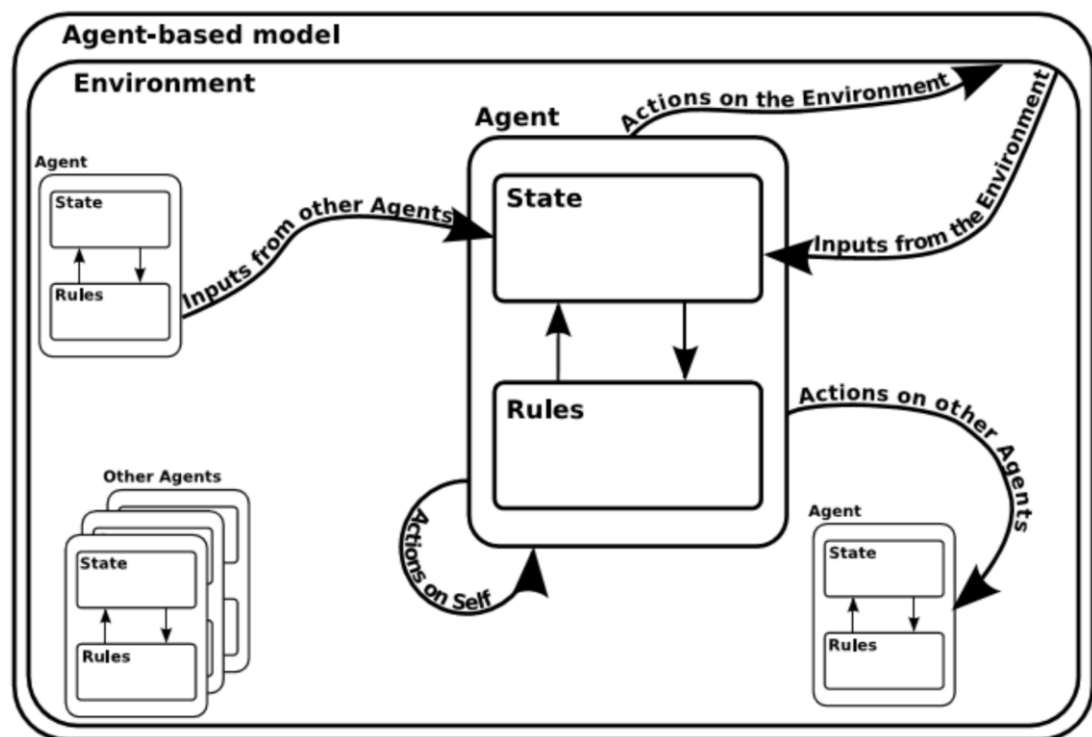 Agent-based model
Environment
Agent
Actions on the Environment
Inputs from the Environment
State
Rules
Agent
State
Rules
Inputs from other Agents
Actions on other Agents
Actions on Self
Other Agents
State
Rules
Agent
State
Rules